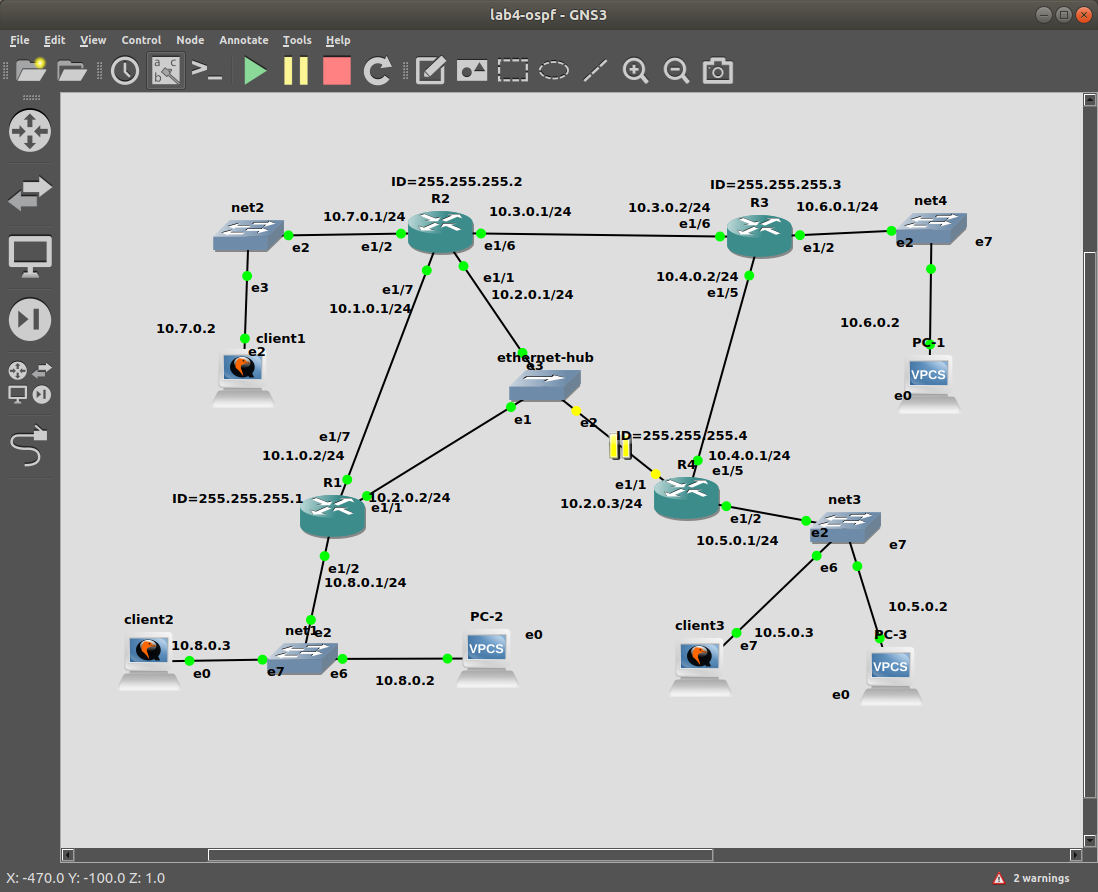 lab4-ospf - GNS3
File Edit View Control Node Annotate Tools Help
ID=255.255.255.2
R2
ID=255.255.255.3
R3
net2
10.7.0.1/24
10.3.0.1/24
10.3.0.2/24
e1/6
10.6.0.1/24
net4
e2
e1/2
e1/6
e1/2
e2
e7
e1/7
10.1.0.1/24
e1/1
10.2.0.1/24
10.4.0.2/24
e1/5
e3
10.7.0.2
client1
e2
10.6.0.2
PC-1
VPCS
e0
ethernet-hub
e3
e1
e2
ID=255.255.255.4
e1/7
10.1.0.2/24
R4
10.4.0.1/24
e1/5
R1
ID=255.255.255.1
10.2.0.2/24
e1/1
e1/1
10.2.0.3/24
e1/2
10.5.0.1/24
net3
e2
e7
e6
e1/2
10.8.0.1/24
10.5.0.2
client2
10.8.0.3
e0
net1
e2
e7
e6
PC-2
VPCS
e0
10.8.0.2
client3
e7
10.5.0.3
PC-3
VPCS
e0
X: -470.0 Y: -100.0 Z: 1.0
2 warnings